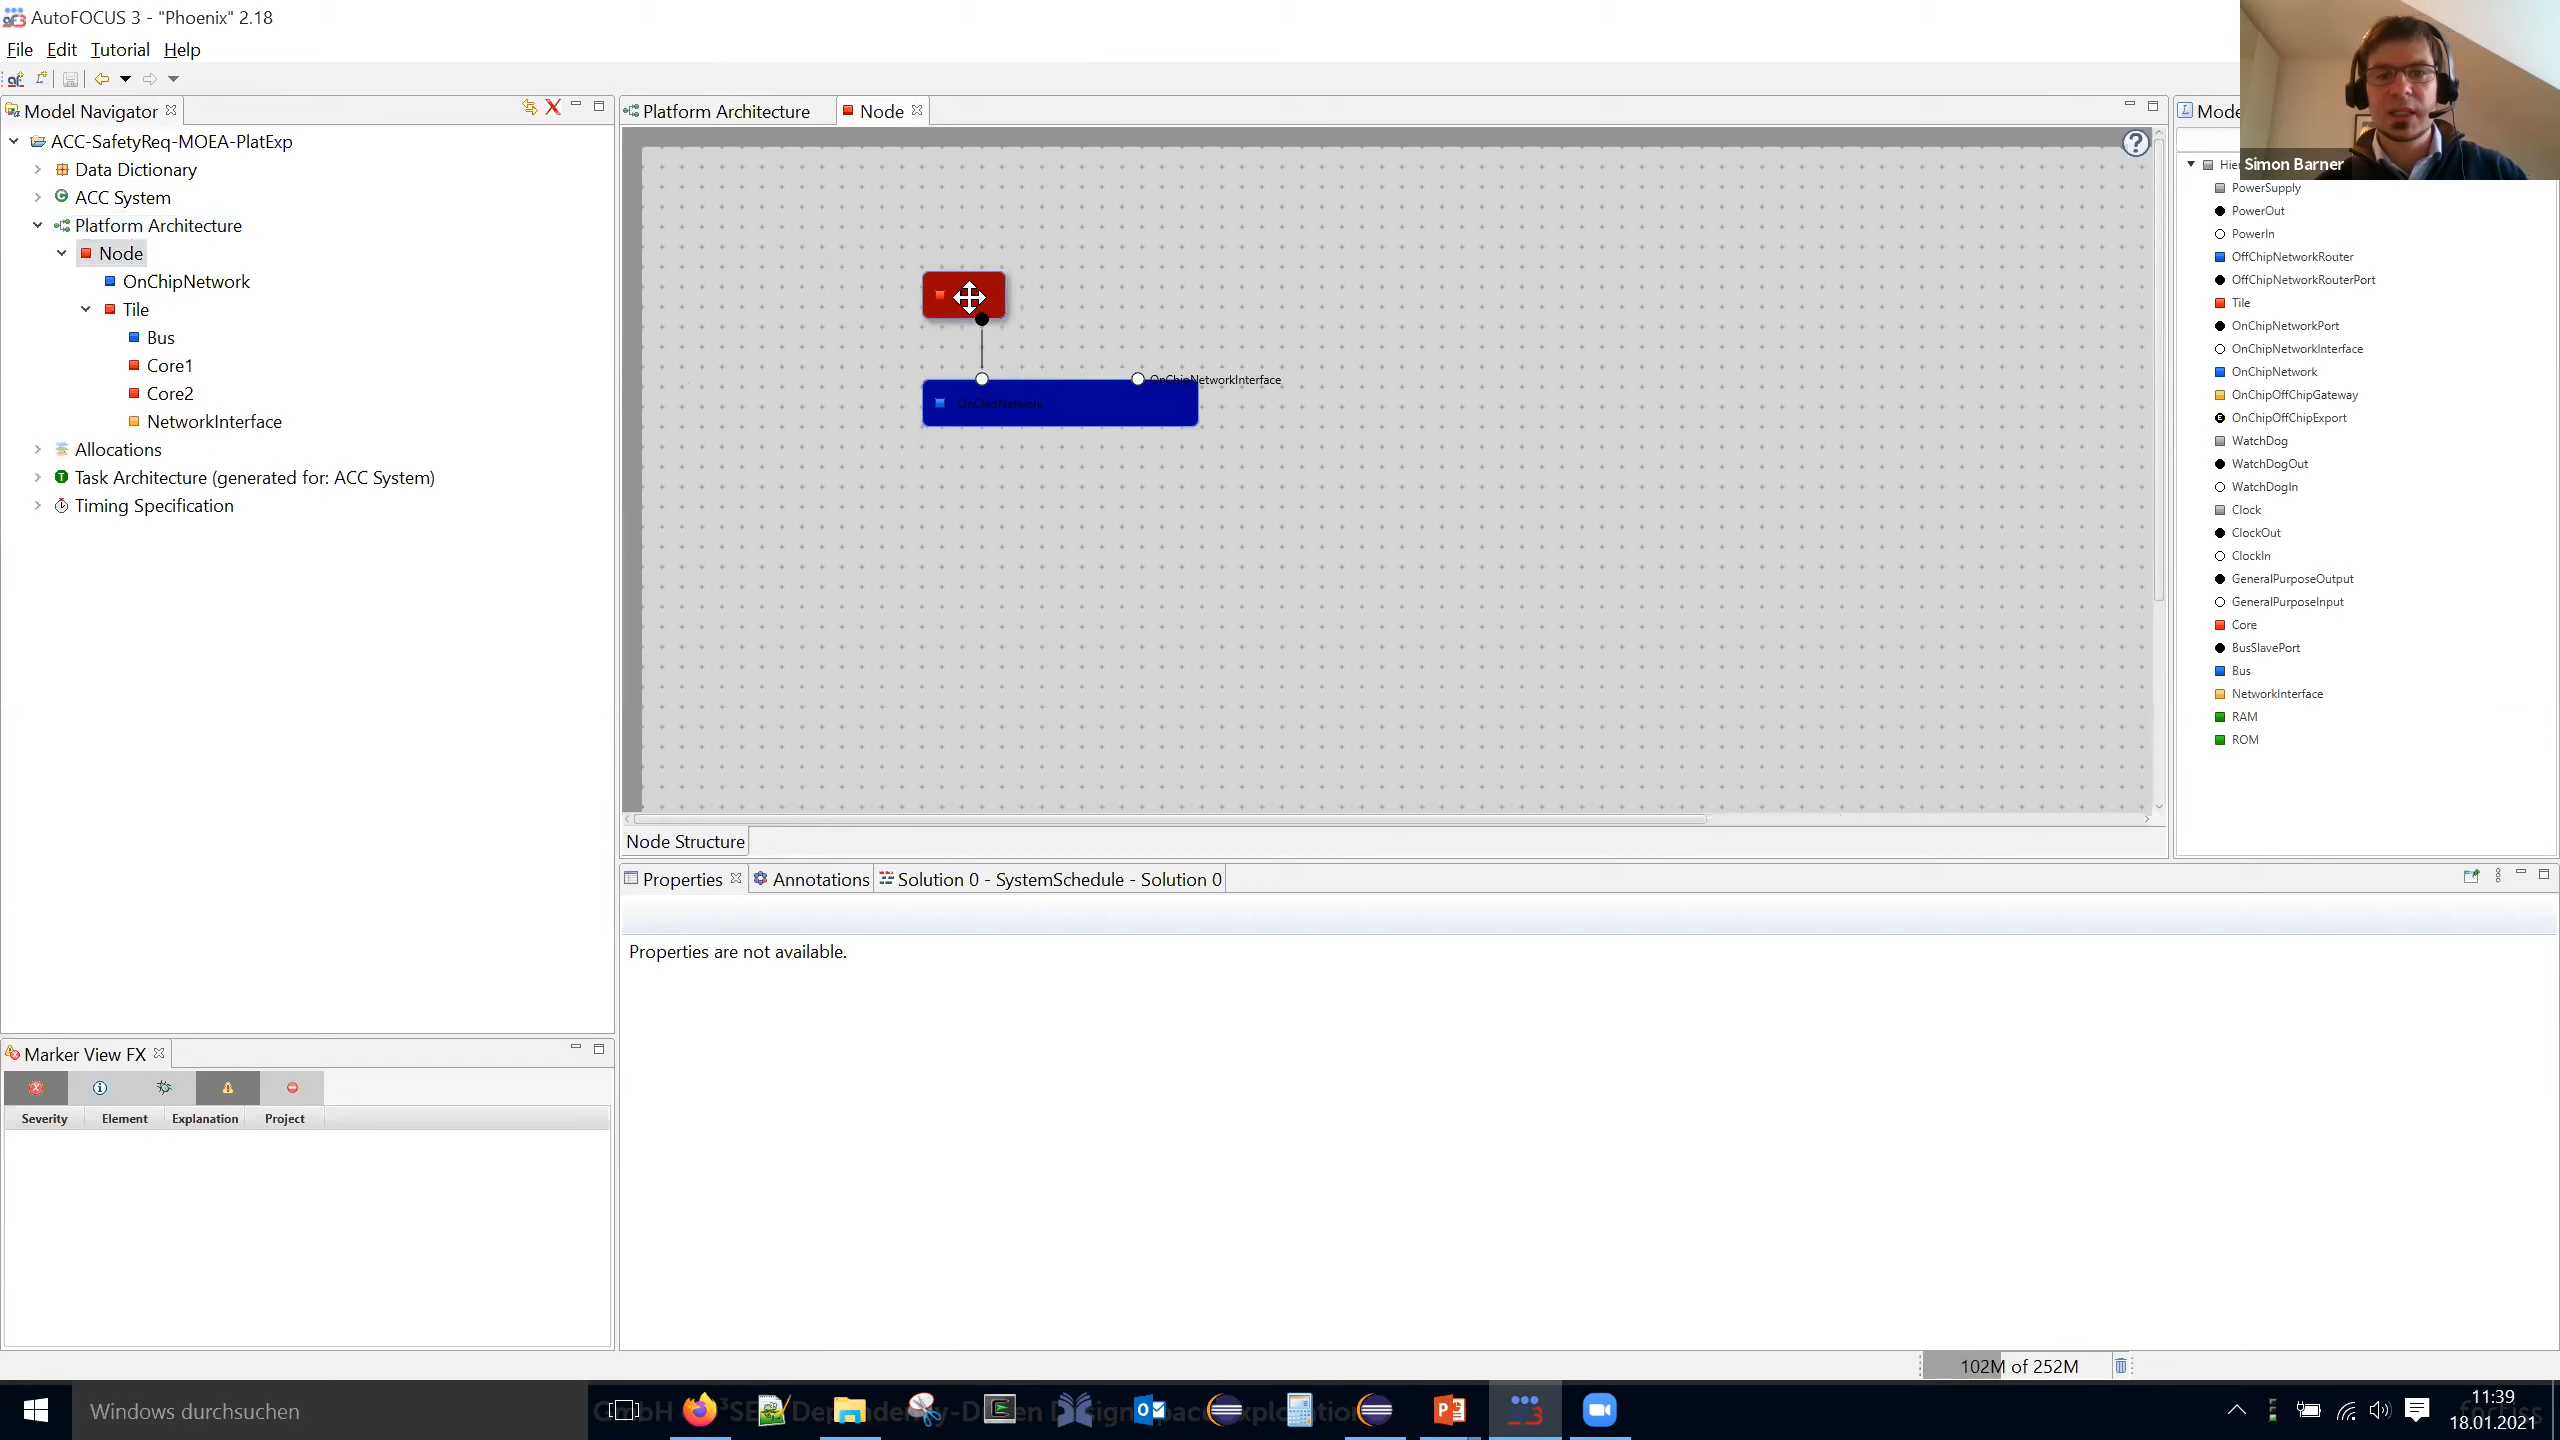 AutoFOCUS 3 - "Phoenix" 2.18
File Edit Tutorial Help
Model Navigator
ACC-SafetyReq-MOEA-PlatExp
Data Dictionary
ACC System
Platform Architecture
Node
OnChipNetwork
Tile
Bus
Core1
Core2
NetworkInterface
Allocations
Task Architecture (generated for: ACC System)
Timing Specification
Platform Architecture
Node
OnChipNetworkInterface
OnChipNetwork
Node Structure
Mode
Simon Barner
Hie
PowerSupply
PowerOut
PowerIn
OffChipNetworkRouter
OffChipNetworkRouterPort
Tile
OnChipNetworkPort
OnChipNetworkInterface
OnChipNetwork
OnChipOffChipGateway
OnChipOffChipExport
WatchDog
WatchDogOut
WatchDogIn
Clock
ClockOut
ClockIn
GeneralPurposeOutput
GeneralPurposeInput
Core
BusSlavePort
Bus
NetworkInterface
RAM
ROM
Properties Annotations Solution 0 - SystemSchedule - Solution 0
Properties are not available.
Marker View FX
Severity Element Explanation Project
102M of 252M
Windows durchsuchen
11:39
18.01.2021